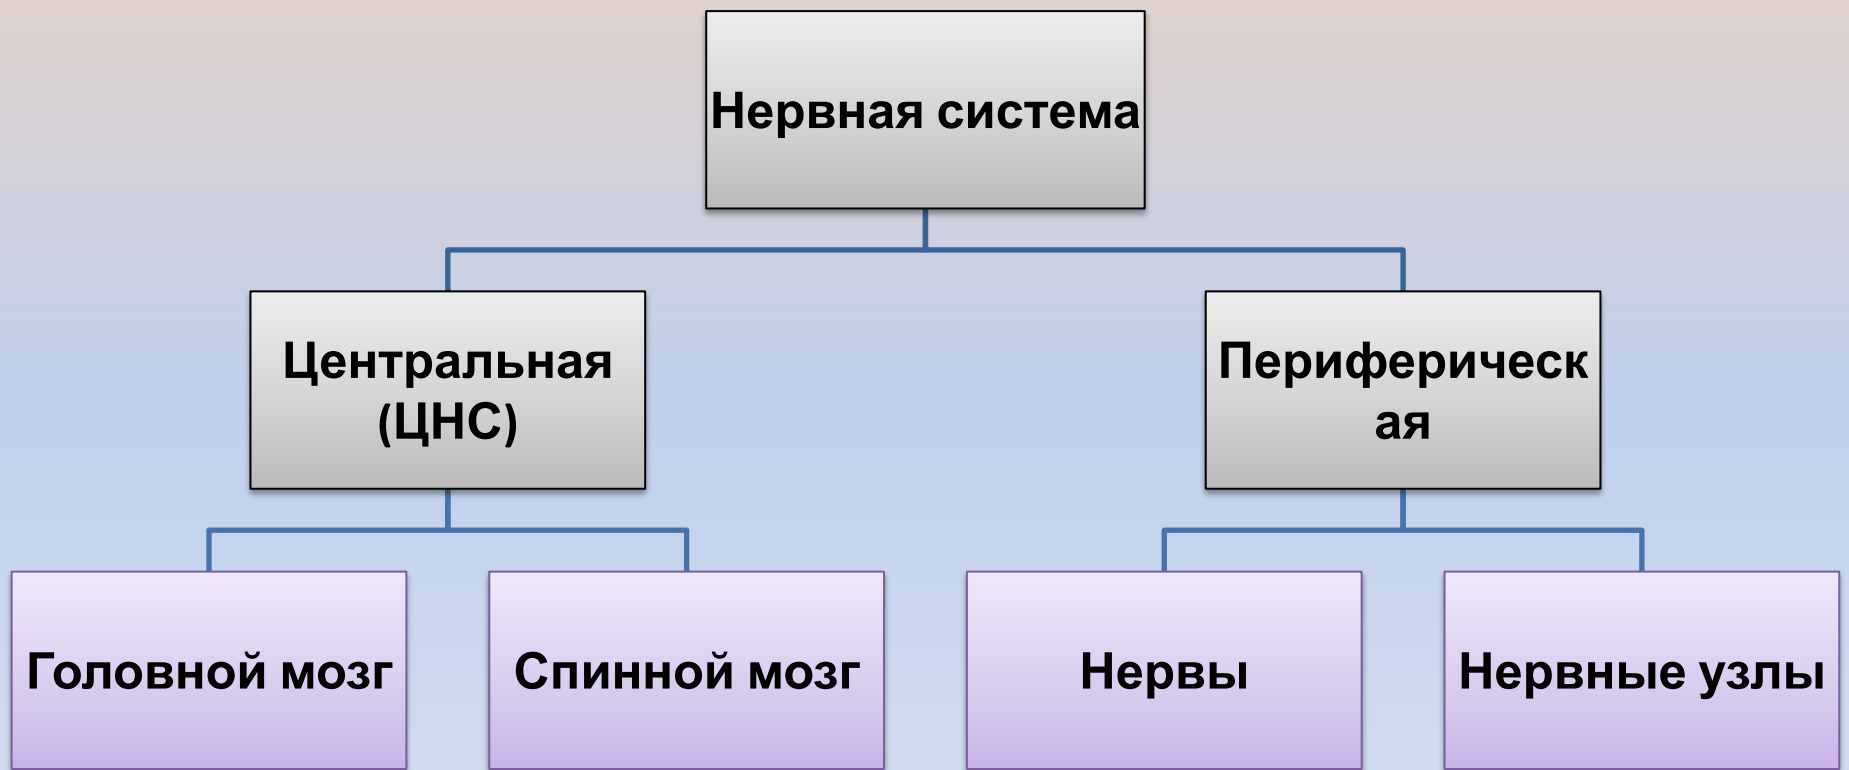 Нервная система
Центральная
(ЦНС)
Периферическ
ая
Головной мозг
Спинной мозг
Нервы
Нервные узлы